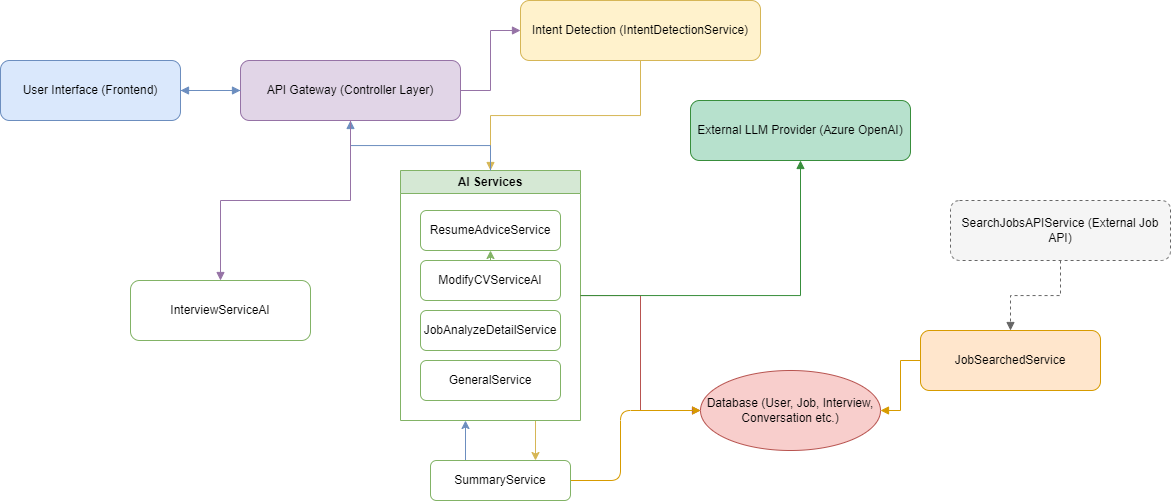 Intent Detection (IntentDetectionService)
User Interface (Frontend)
API Gateway (Controller Layer)
External LLM Provider (Azure OpenAI)
AI Services
ResumeAdviceService
ModifyCVServiceAI
JobAnalyzeDetailService
GeneralService
SearchJobsAPIService (External Job
API)
InterviewServiceAI
JobSearchedService
Database (User, Job, Interview,
Conversation etc.)
SummaryService